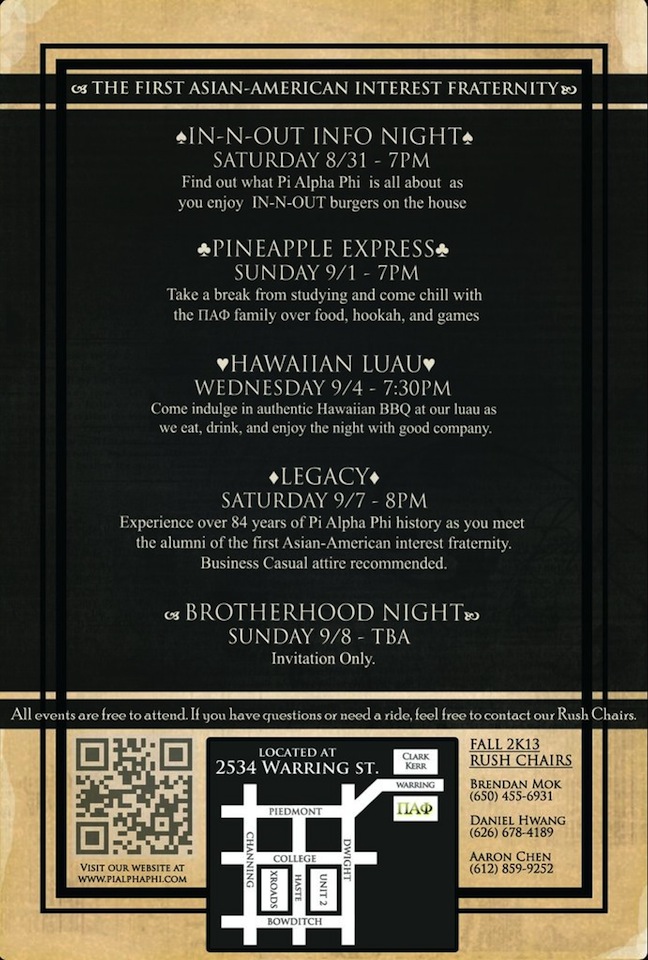 THE FIRST ASIAN-AMERICAN INTEREST FRATERNITY
♠IN-N-OUT INFO NIGHT♠
SATURDAY 8/31 - 7PM
Find out what Pi Alpha Phi is all about as
you enjoy IN-N-OUT burgers on the house
♣PINEAPPLE EXPRESS♣
SUNDAY 9/1 - 7PM
Take a break from studying and come chill with
the ΠΑΦ family over food, hookah, and games
♥HAWAIIAN LUAU♥
WEDNESDAY 9/4 - 7:30PM
Come indulge in authentic Hawaiian BBQ at our luau as
we eat, drink, and enjoy the night with good company.
♦LEGACY♦
SATURDAY 9/7 - 8PM
Experience over 84 years of Pi Alpha Phi history as you meet
the alumni of the first Asian-American interest fraternity.
Business Casual attire recommended.
BROTHERHOOD NIGHT
SUNDAY 9/8 - TBA
Invitation Only.
All events are free to attend. If you have questions or need a ride, feel free to contact our Rush Chairs.
VISIT OUR WEBSITE AT
WWW.PIALPHAPHI.COM
LOCATED AT
2534 WARRING ST.
CLARK
KERR
WARRING
ΠΑΦ
PIEDMONT
CHANNING
DWIGHT
COLLEGE
XROADS
HASTE
UNIT 2
BOWDITCH
FALL 2K13
RUSH CHAIRS
BRENDAN MOK
(650) 455-6931
DANIEL HWANG
(626) 678-4189
AARON CHEN
(612) 859-9252